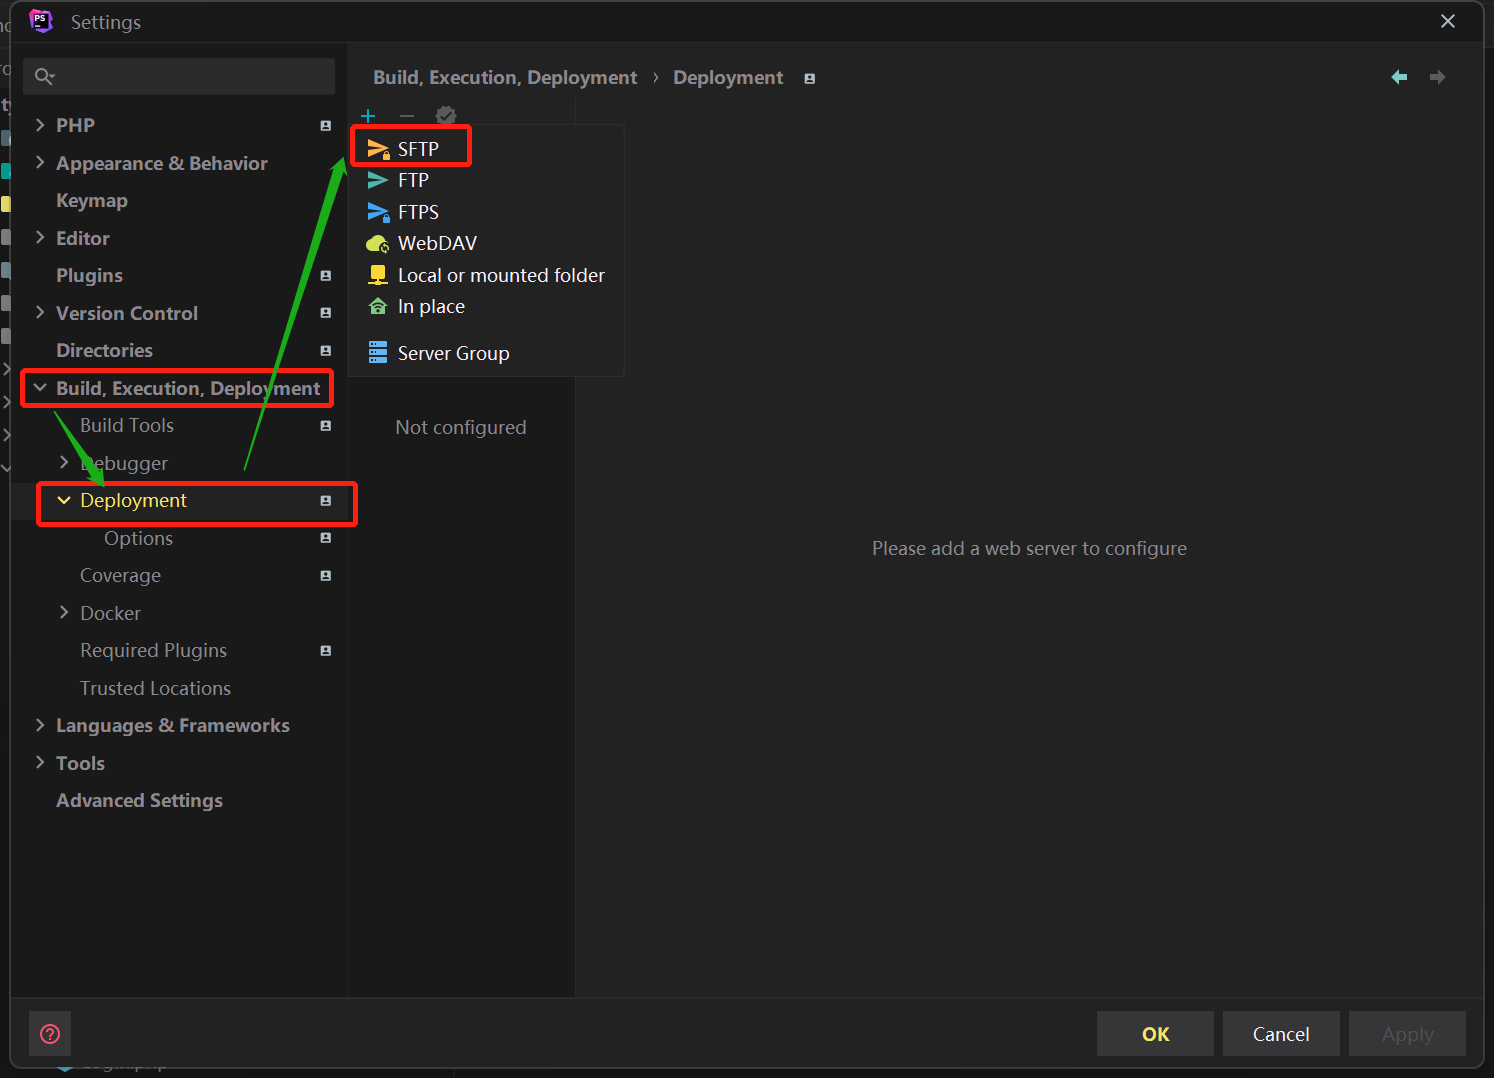 PS
Settings
Build, Execution, Deployment › Deployment
PHP
Appearance & Behavior
Keymap
Editor
Plugins
Version Control
Directories
Build, Execution, Deployment
Build Tools
Debugger
Deployment
Options
Coverage
Docker
Required Plugins
Trusted Locations
Languages & Frameworks
Tools
Advanced Settings
SFTP
FTP
FTPS
WebDAV
Local or mounted folder
In place
Server Group
Not configured
Please add a web server to configure
OK
Cancel
Apply